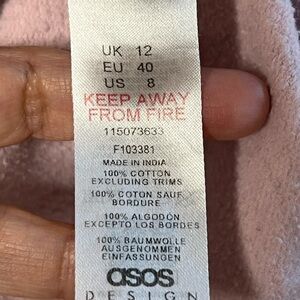 UK 12
EU 40
US 8
KEEP AWAY
FROM FIRE
115073633
F103381
MADE IN INDIA
100% COTTON
EXCLUDING TRIMS
100% COTON SAUF
BORDURE
100% ALGODÓN
EXCEPTO LOS BORDES
100% BAUMWOLLE
AUSGENOMMEN
EINFASSUNGEN
asos
DESIGN